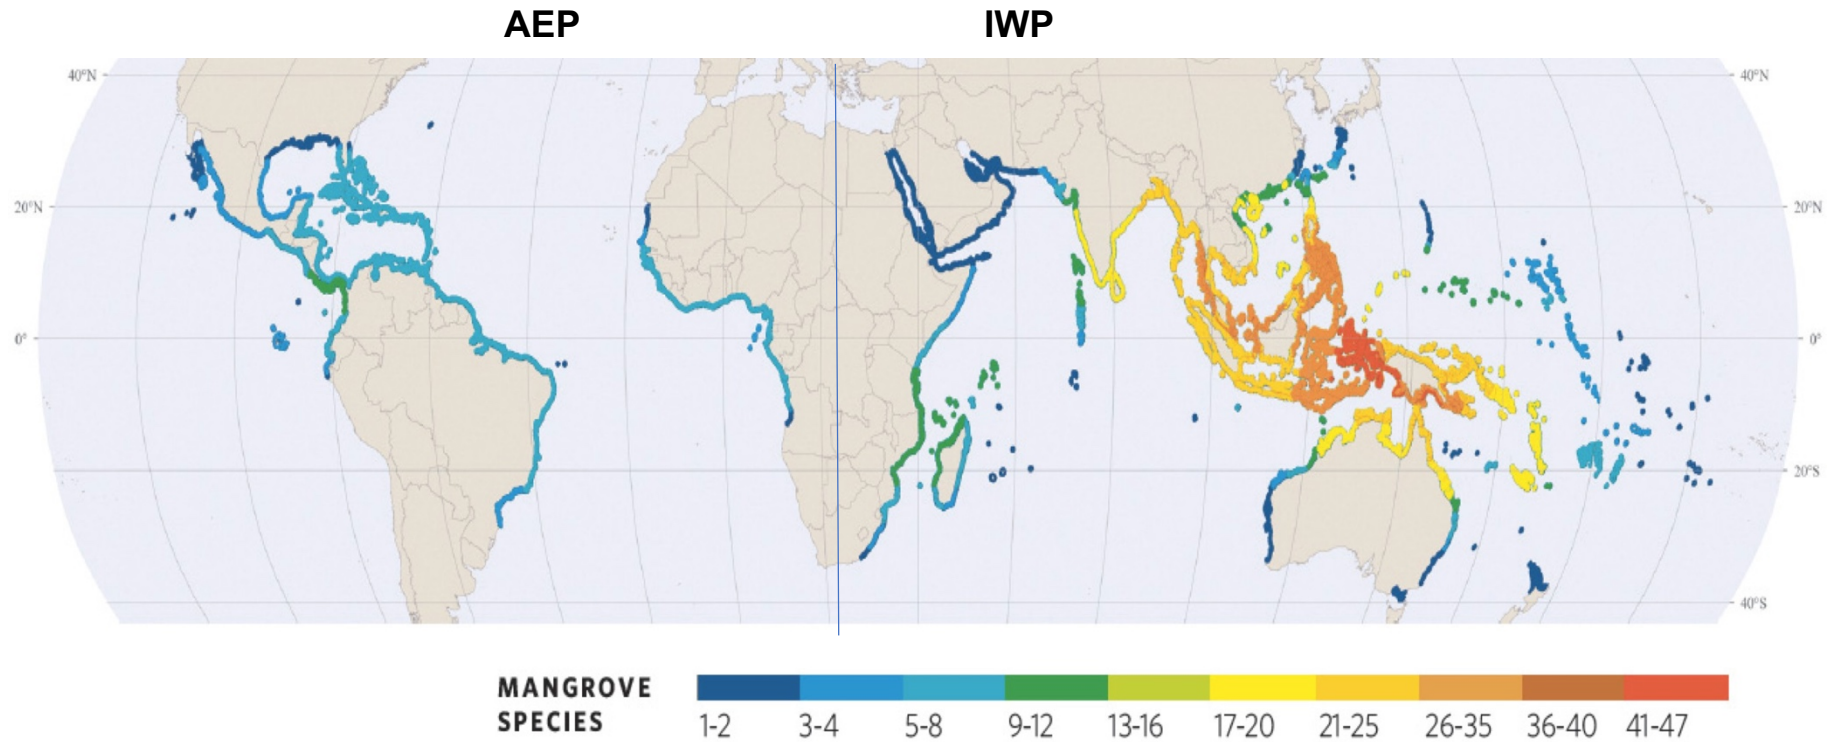 AEP
IWP
40°N
40°N
20°N
20°N
0°
0°
20°S
40°S
MANGROVE
SPECIES
1-2
3-4
5-8
9-12
13-16
17-20
21-25
26-35
36-40
41-47